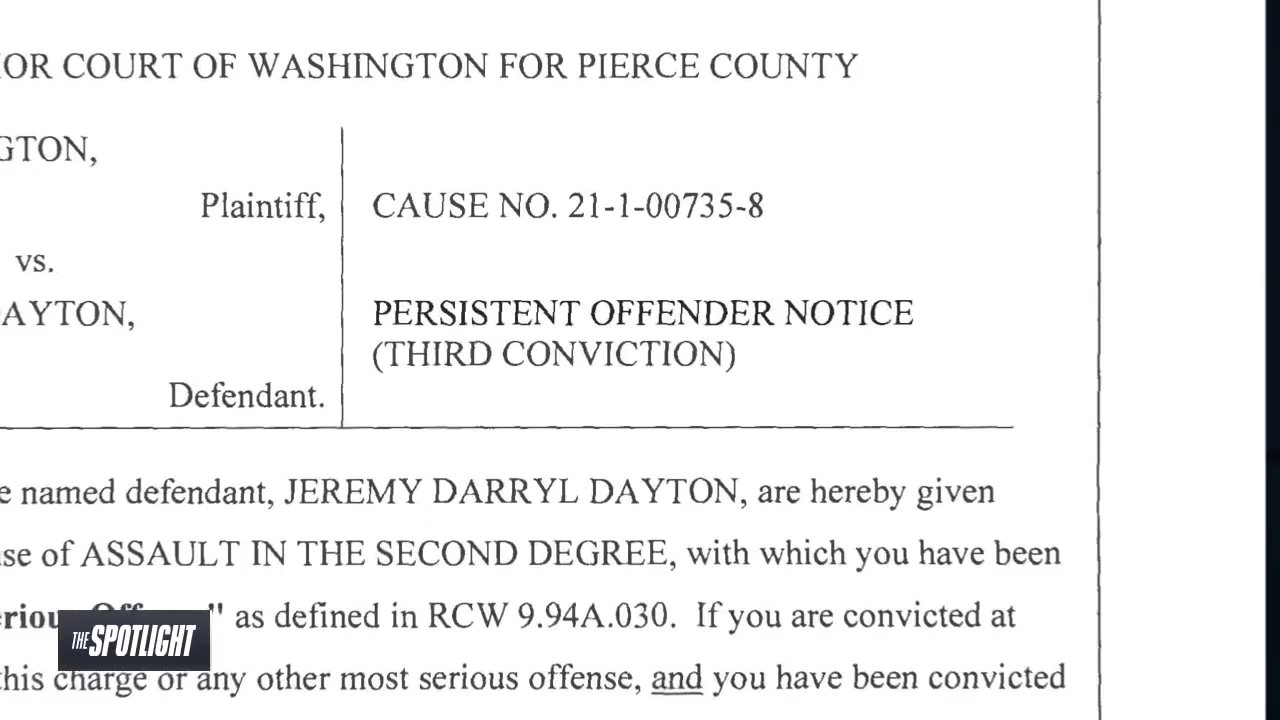 IOR COURT OF WASHINGTON FOR PIERCE COUNTY
GTON,
Plaintiff,
vs.
DAYTON,
Defendant.
CAUSE NO. 21-1-00735-8
PERSISTENT OFFENDER NOTICE
(THIRD CONVICTION)
e named defendant, JEREMY DARRYL DAYTON, are hereby given
se of ASSAULT IN THE SECOND DEGREE, with which you have been
" as defined in RCW 9.94A.030. If you are convicted at
this charge or any other most serious offense, and you have been convicted
THE SPOTLIGHT